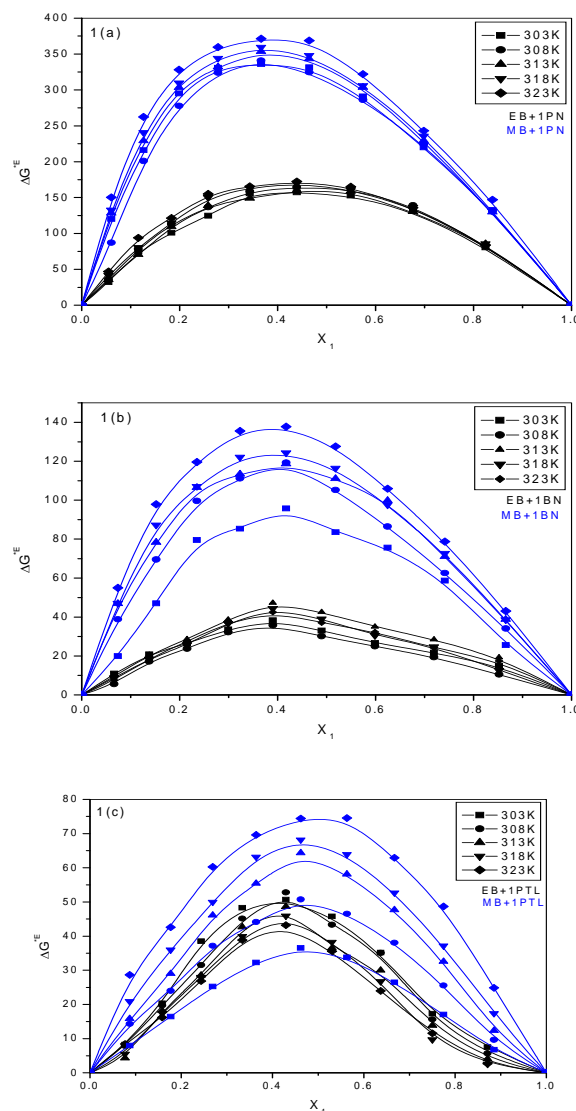 1(a)
400
350
300
250
200
150
100
50
0
ΔG*E
0.0 0.2 0.4 0.6 0.8 1.0
X1
303K
308K
313K
318K
323K
EB+1PN
MB+1PN
1(b)
140
120
100
80
60
40
20
0
ΔG*E
0.0 0.2 0.4 0.6 0.8 1.0
X1
303K
308K
313K
318K
323K
EB+1BN
MB+1BN
1(c)
80
70
60
50
40
30
20
10
0
ΔG*E
0.0 0.2 0.4 0.6 0.8 1.0
303K
308K
313K
318K
323K
EB+1PTL
MB+1PTL